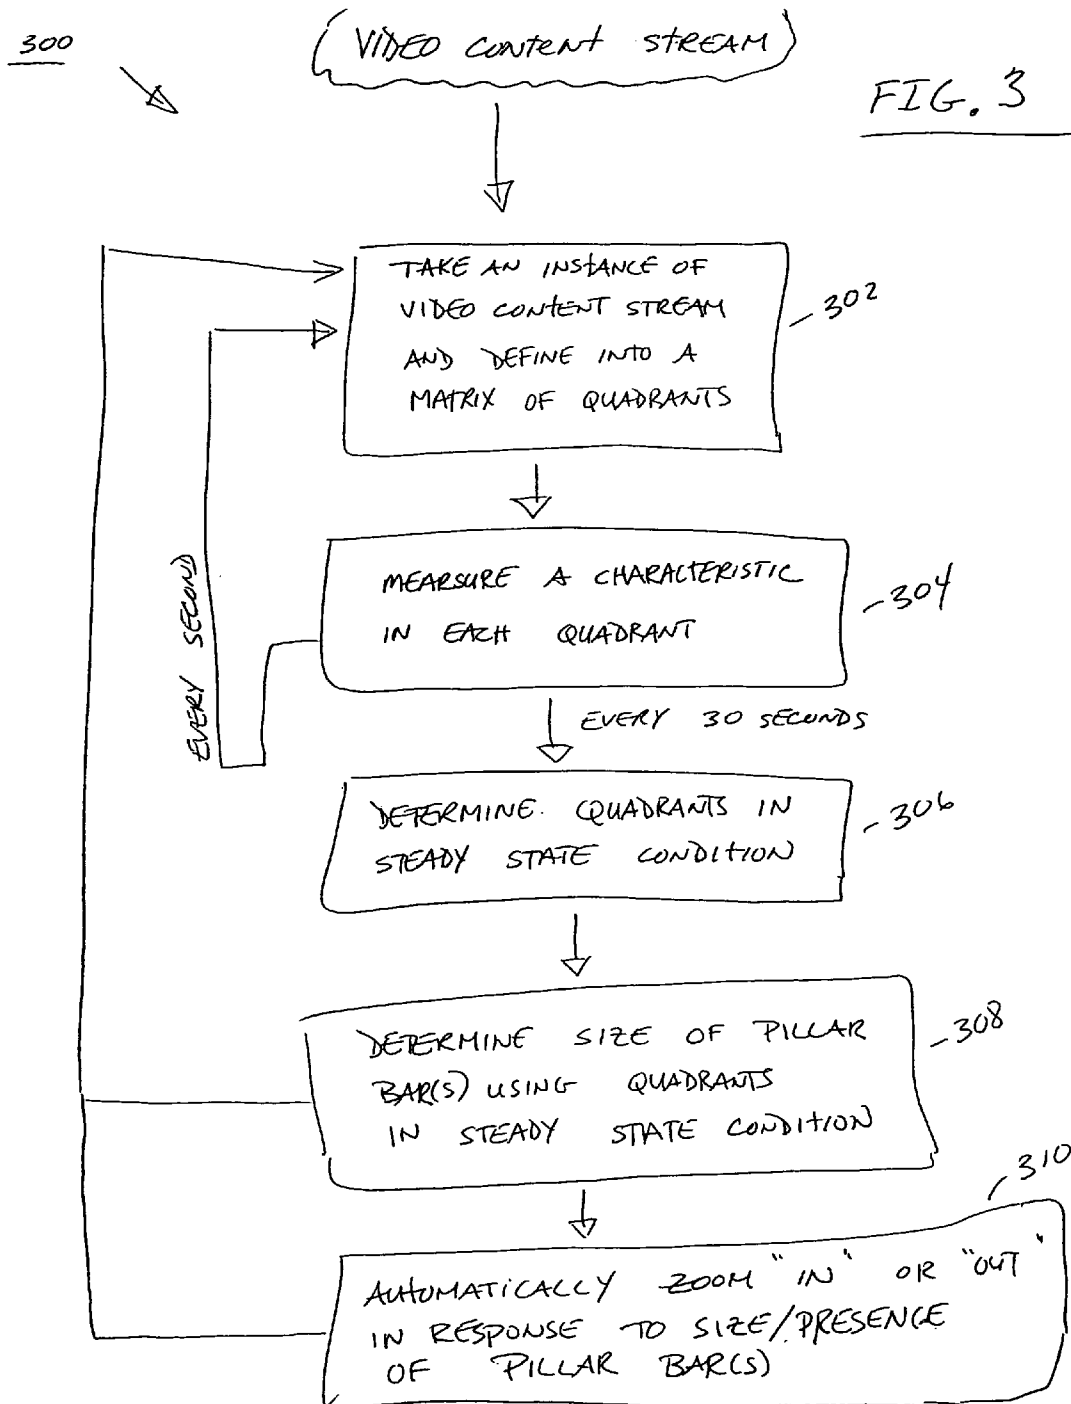 300
(VIDEO CONTENT STREAM)
FIG. 3
TAKE AN INSTANCE OF
VIDEO CONTENT STREAM
AND DEFINE INTO A
MATRIX OF QUADRANTS
302
MEARSURE A CHARACTERISTIC
IN EACH QUADRANT
304
EVERY SECOND
EVERY 30 SECONDS
DETERMINE QUADRANTS IN
STEADY STATE CONDITION
306
DETERMINE SIZE OF PILLAR
BAR(S) USING QUADRANTS
IN STEADY STATE CONDITION
308
310
AUTOMATICALLY ZOOM "IN" OR "OUT"
IN RESPONSE TO SIZE/PRESENCE
OF PILLAR BAR(S)